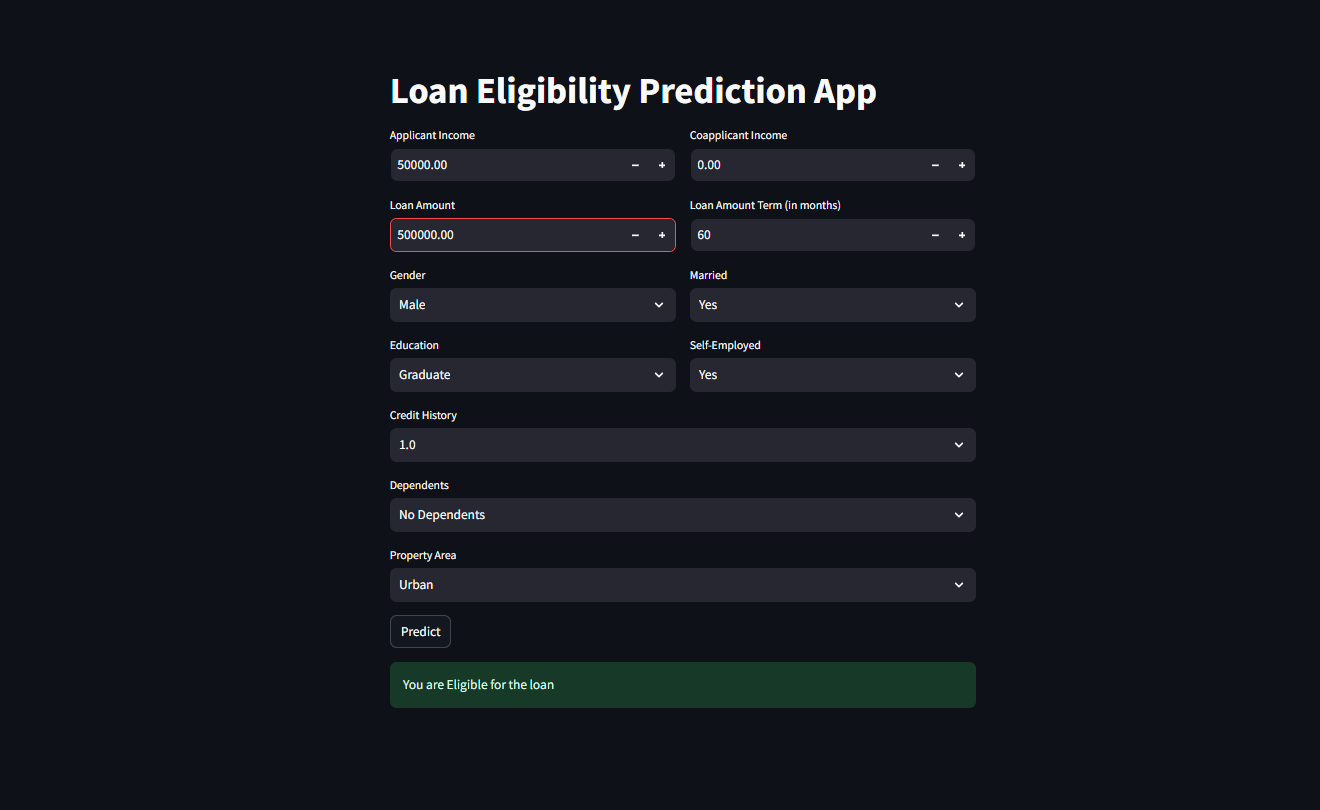 Loan Eligibility Prediction App
Applicant Income
Coapplicant Income
50000.00 − +
0.00 − +
Loan Amount
Loan Amount Term (in months)
500000.00 − +
60 − +
Gender
Married
Male
Yes
Education
Self-Employed
Graduate
Yes
Credit History
1.0
Dependents
No Dependents
Property Area
Urban
Predict
You are Eligible for the loan